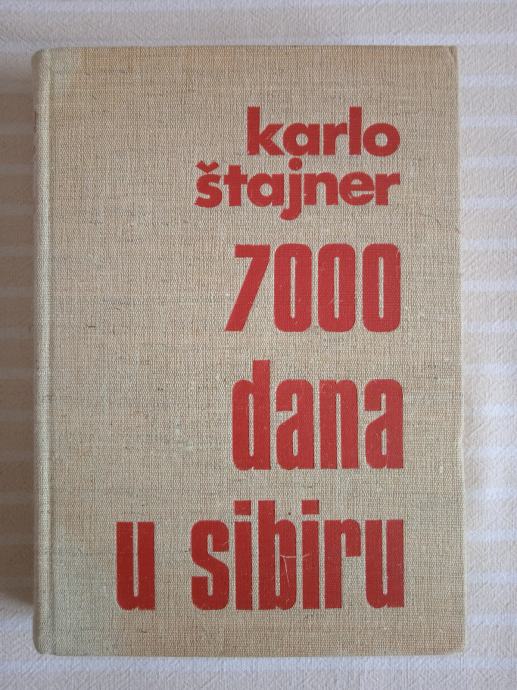 karlo
štajner
7000
dana
u sibiru